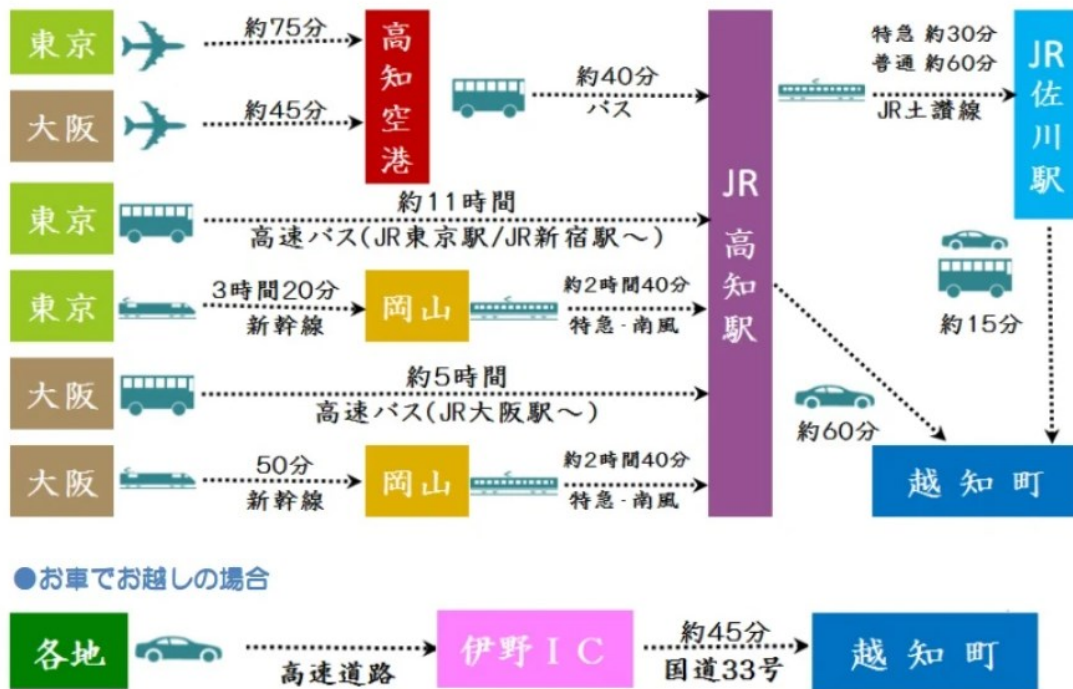 東京
約75分
高知空港
大阪
約45分
約40分
バス
特急 約30分
普通 約60分
JR土讃線
JR佐川駅
東京
約11時間
高速バス(JR東京駅/JR新宿駅～)
JR高知駅
東京
3時間20分
新幹線
岡山
約2時間40分
特急-南風
約15分
大阪
約5時間
高速バス(JR大阪駅～)
約60分
大阪
50分
新幹線
岡山
約2時間40分
特急-南風
越知町
●お車でお越しの場合
各地
高速道路
伊野IC
約45分
国道33号
越知町